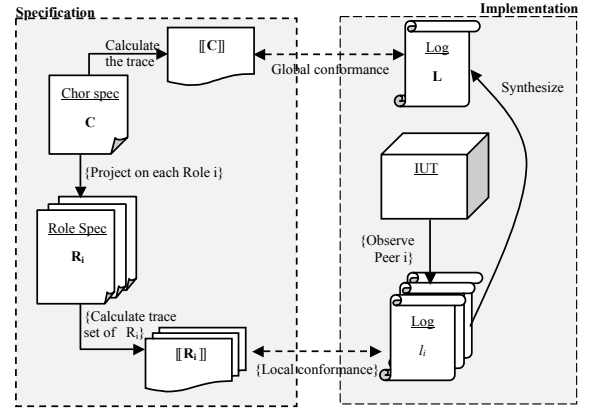 Specification
Implementation
Calculate
the trace
[[C]]
Log
L
Global conformance
Synthesize
Chor spec
C
IUT
{Project on each Role i}
Role Spec
Ri
{Observe
Peer i}
{Calculate trace
set of Ri}
Log
li
[[Ri]]
{Local conformance}